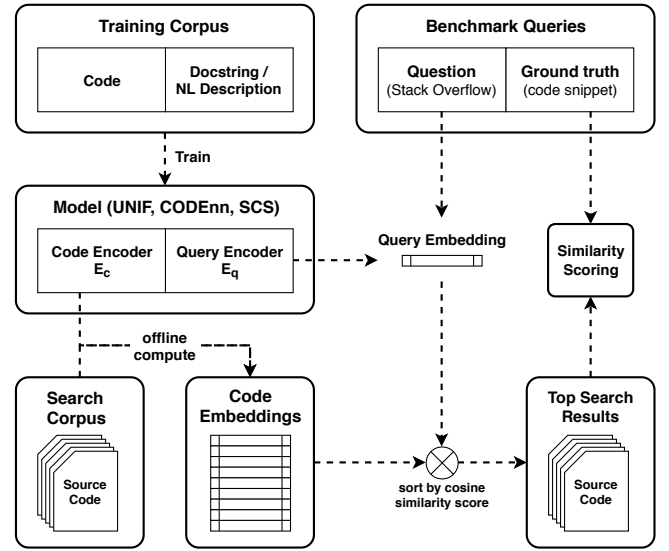 Training Corpus
Code
Docstring /
NL Description
Benchmark Queries
Question
(Stack Overflow)
Ground truth
(code snippet)
Train
Model (UNIF, CODEnn, SCS)
Code Encoder
Ec
Query Encoder
Eq
Query Embedding
Similarity
Scoring
offline
compute
Search
Corpus
Source
Code
Code
Embeddings
sort by cosine
similarity score
Top Search
Results
Source
Code